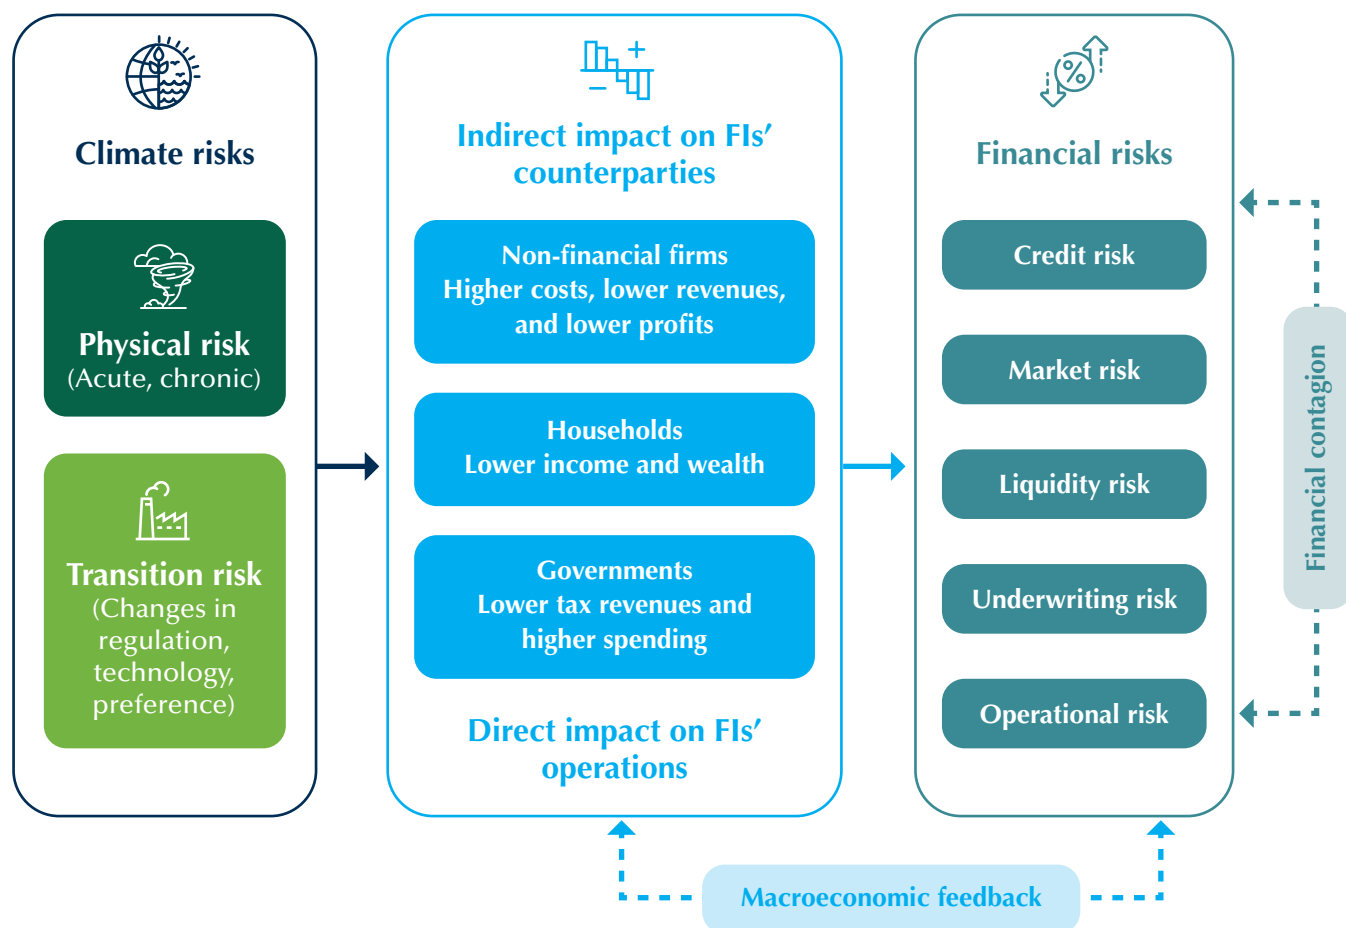 Climate risks
Physical risk
(Acute, chronic)
Transition risk
(Changes in
regulation,
technology,
preference)
Indirect impact on FIs’
counterparties
Non-financial firms
Higher costs, lower revenues,
and lower profits
Households
Lower income and wealth
Governments
Lower tax revenues and
higher spending
Direct impact on FIs’
operations
Financial risks
Credit risk
Market risk
Liquidity risk
Underwriting risk
Operational risk
Financial contagion
Macroeconomic feedback